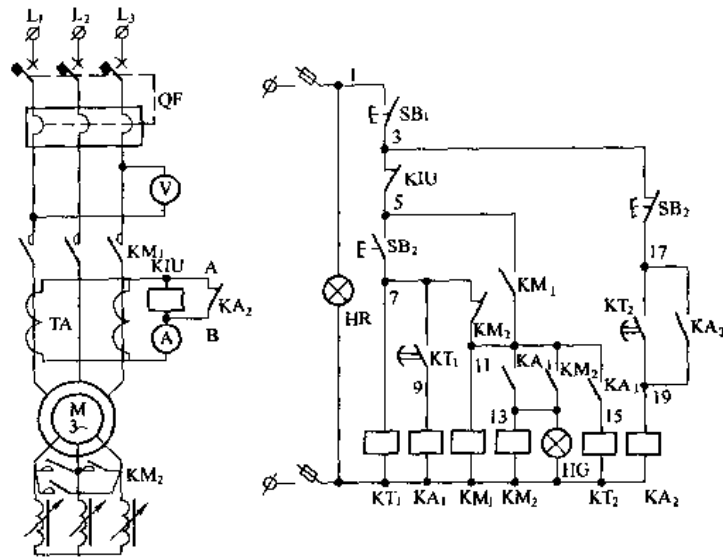 L₁ L₂ L₃
QF
V
KM₁
KIU A
KA₂
TA
A B
M
3~
KM₂
1
SB₁
3
KIU
5
SB₂
SB₂
17
7
KM₁
HR
KM₂
KT₂
KA₂
KT₁
11
KA₁
KM₂
9
KA₁
19
13
15
HG
KT₁ KA₁ KM₁ KM₂ KT₂ KA₂